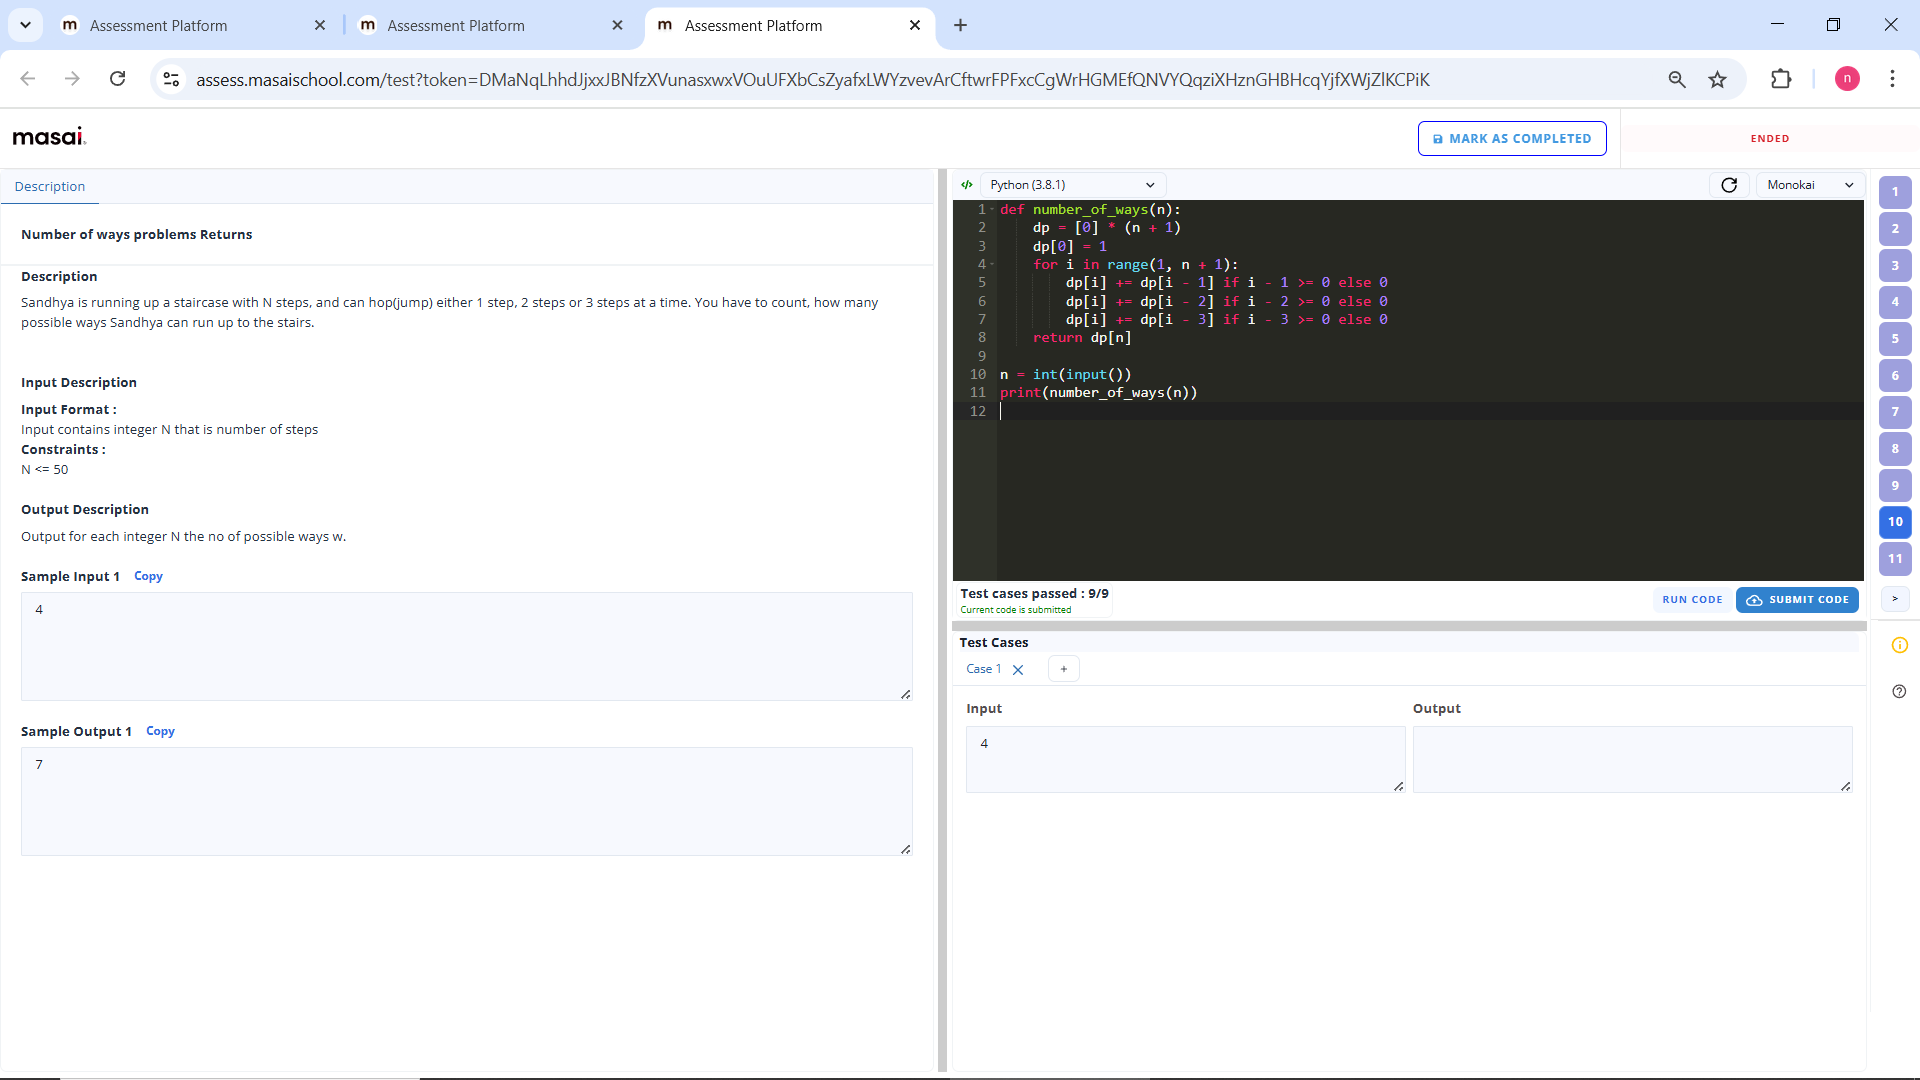 Assessment Platform
Assessment Platform
Assessment Platform
assess.masaischool.com/test?token=DMaNqLhhdJjxxJBNfzXVunasxwxVOuUFXbCsZyafxLWYzvevArCftwrFPFxcCgWrHGMEfQNVYQqziXHznGHBHcqYjfXWjZlKCPiK
n
masai.
MARK AS COMPLETED
ENDED
Description
Number of ways problems Returns
Description
Sandhya is running up a staircase with N steps, and can hop(jump) either 1 step, 2 steps or 3 steps at a time. You have to count, how many
possible ways Sandhya can run up to the stairs.
Input Description
Input Format :
Input contains integer N that is number of steps
Constraints :
N <= 50
Output Description
Output for each integer N the no of possible ways w.
Sample Input 1 Copy
4
Sample Output 1 Copy
7
Python (3.8.1)
Monokai
1 def number_of_ways(n):
2     dp = [0] * (n + 1)
3     dp[0] = 1
4     for i in range(1, n + 1):
5         dp[i] += dp[i - 1] if i - 1 >= 0 else 0
6         dp[i] += dp[i - 2] if i - 2 >= 0 else 0
7         dp[i] += dp[i - 3] if i - 3 >= 0 else 0
8     return dp[n]
9
10 n = int(input())
11 print(number_of_ways(n))
12
Test cases passed : 9/9
Current code is submitted
RUN CODE
SUBMIT CODE
Test Cases
Case 1
+
Input
4
Output
1
2
3
4
5
6
7
8
9
10
11
>